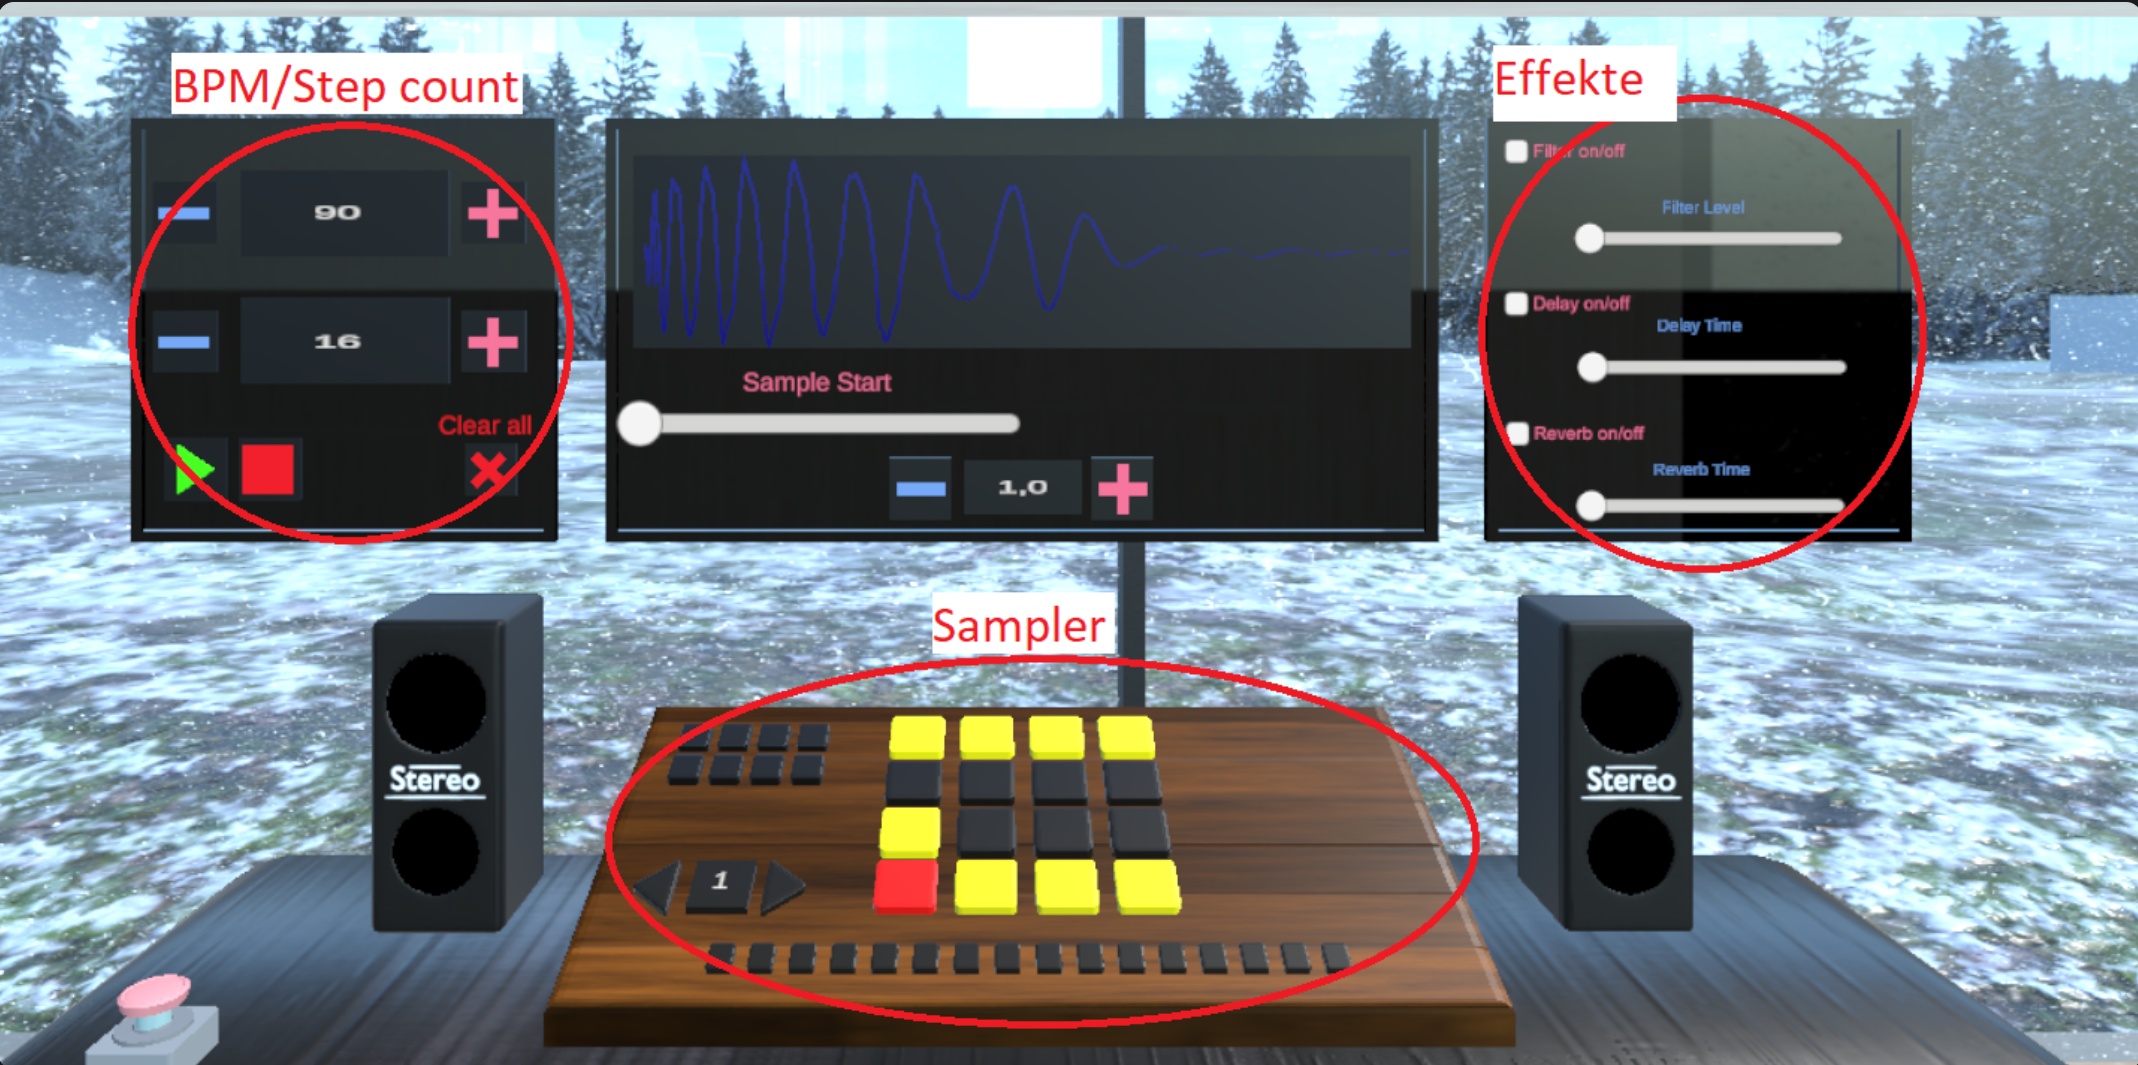 BPM/Step count
90
16
Clear all
Sample Start
1,0
Effekte
Filter on/off
Filter Level
Delay on/off
Delay Time
Reverb on/off
Reverb Time
Sampler
Stereo
Stereo
1